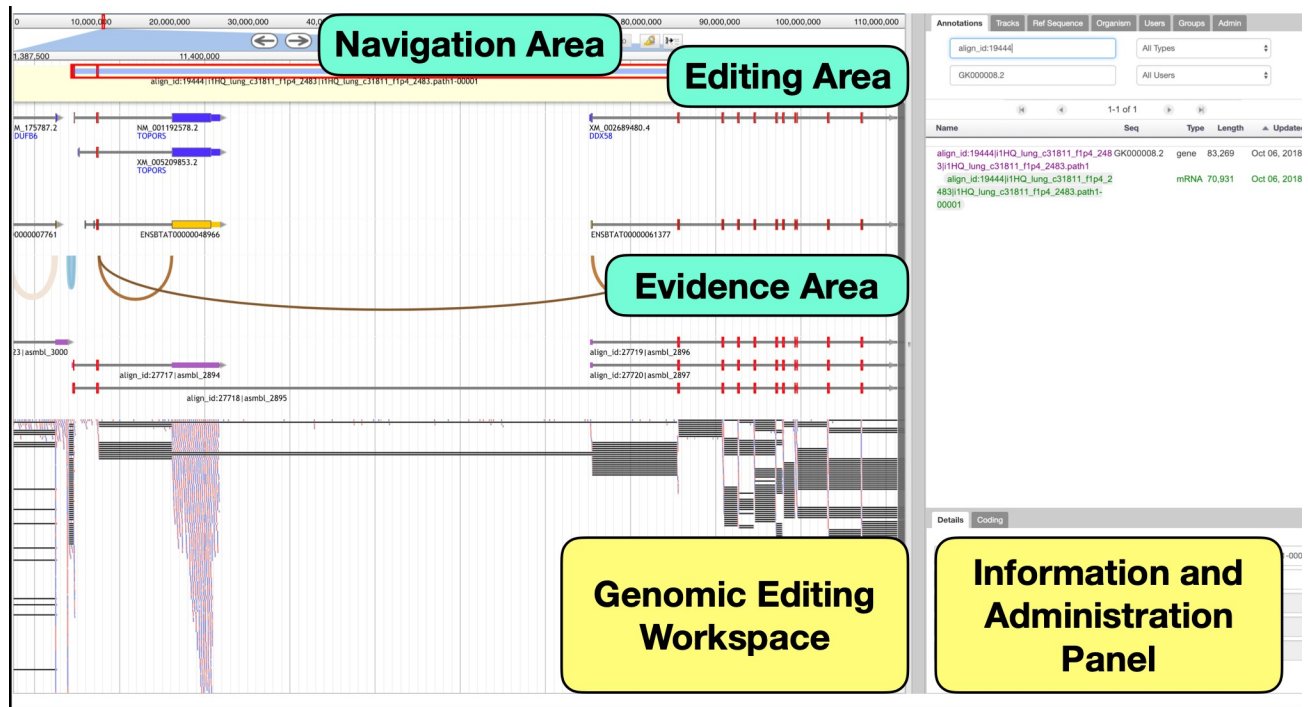 0 10,000,000 20,000,000 30,000,000 80,000,000 90,000,000 100,000,000 110,000,000
Navigation Area
1,387,500 11,400,000
Editing Area
align_id:19444|i1HQ_lung_c31811_f1p4_2483|i1HQ_lung_c31811_f1p4_2483.path1-00001
M_175787.2 NM_001192578.2 XM_002689480.4
DUFB6 TOPORS DDX58
XM_005209853.2
TOPORS
00000007761 ENSBTAT00000048966 ENSBTAT00000061377
Evidence Area
23|asmbl_3000 align_id:27719|asmbl_2896
align_id:27717|asmbl_2894 align_id:27720|asmbl_2897
align_id:27718|asmbl_2895
Genomic Editing
Workspace
Annotations Tracks Ref Sequence Organism Users Groups Admin
align_id:19444 All Types
GK000008.2 All Users
1-1 of 1
Name Seq Type Length Updated
align_id:19444|i1HQ_lung_c31811_f1p4_248 GK000008.2 gene 83,269 Oct 06, 2018
3|i1HQ_lung_c31811_f1p4_2483.path1
align_id:19444|i1HQ_lung_c31811_f1p4_2 mRNA 70,931 Oct 06, 2018
483|i1HQ_lung_c31811_f1p4_2483.path1-
00001
Details Coding
Information and
Administration
Panel